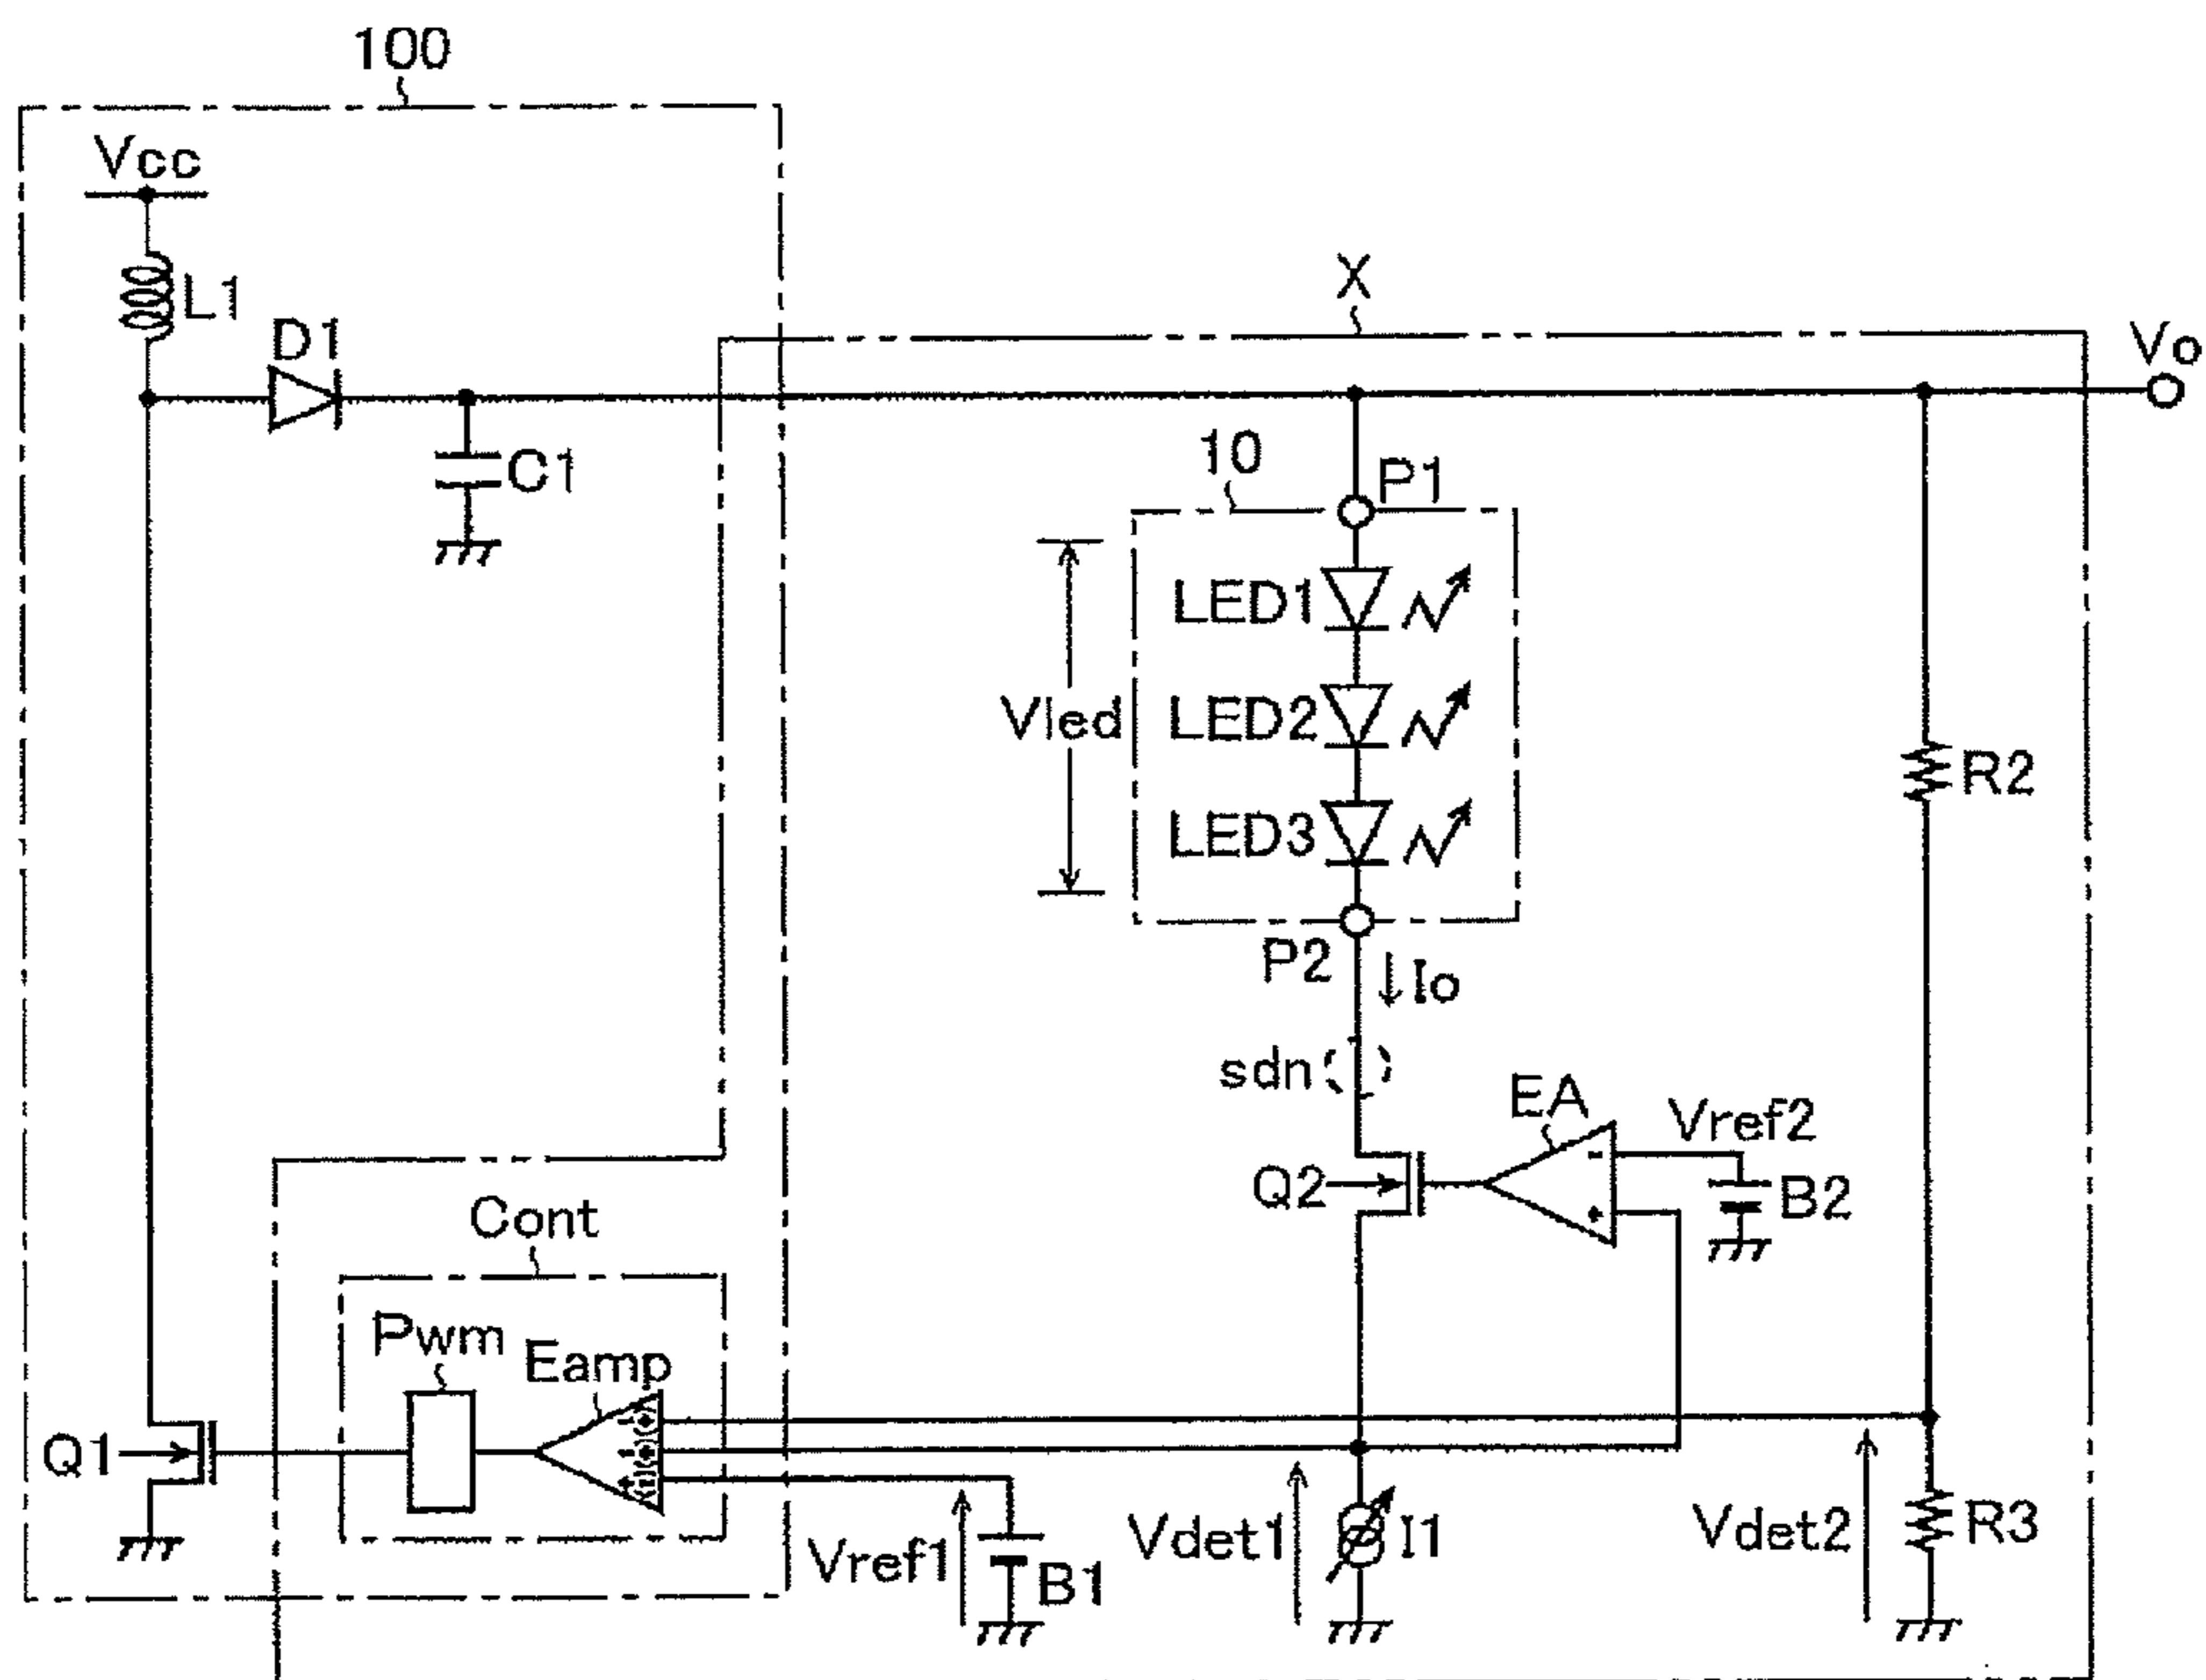 100
Vcc
L1
D1
C1
X
Vo
10
P1
LED1
LED2
LED3
Vled
R2
P2
Io
sdn
EA
Vref2
Q2
- +
B2
Cont
Pwm
Eamp
Q1
Vref1
B1
Vdet1
I1
Vdet2
R3